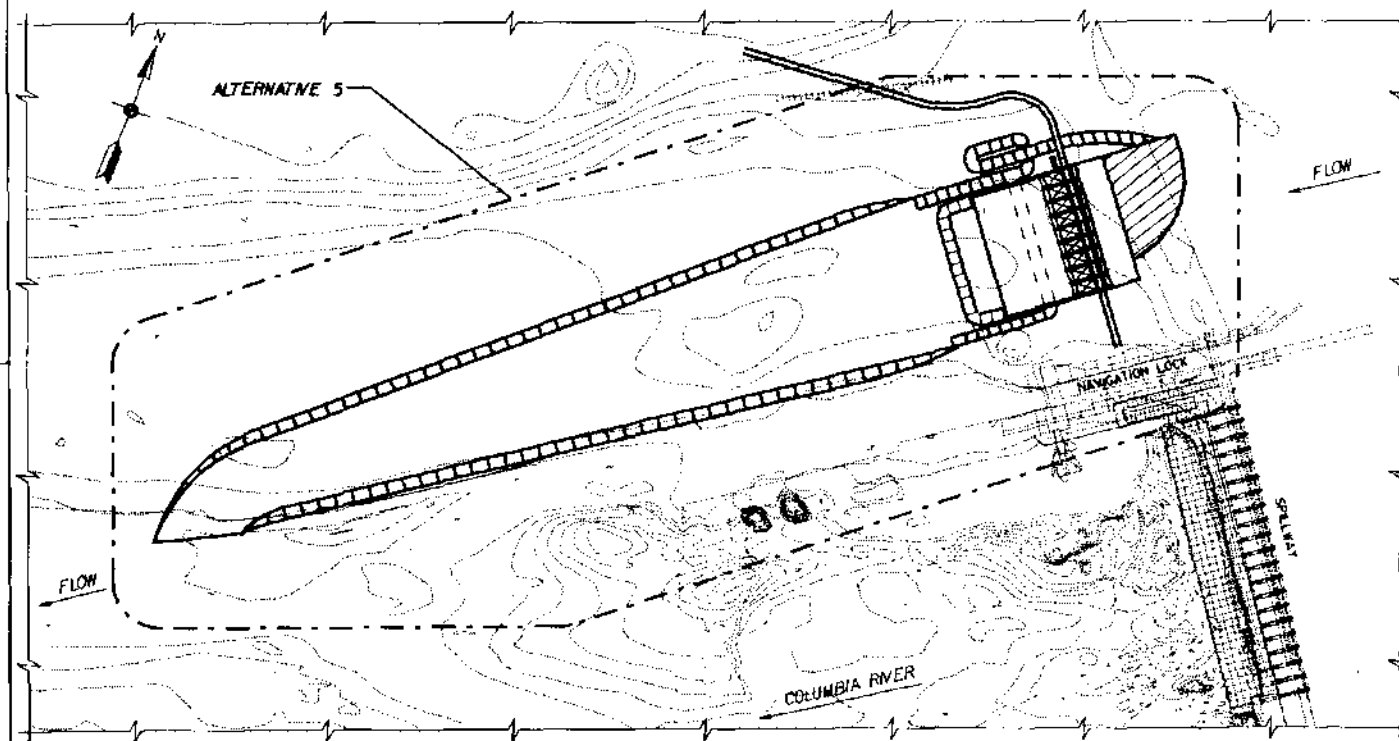 N
ALTERNATIVE 5
FLOW
NAVIGATION LOCK
SPILLWAY
FLOW
COLUMBIA RIVER